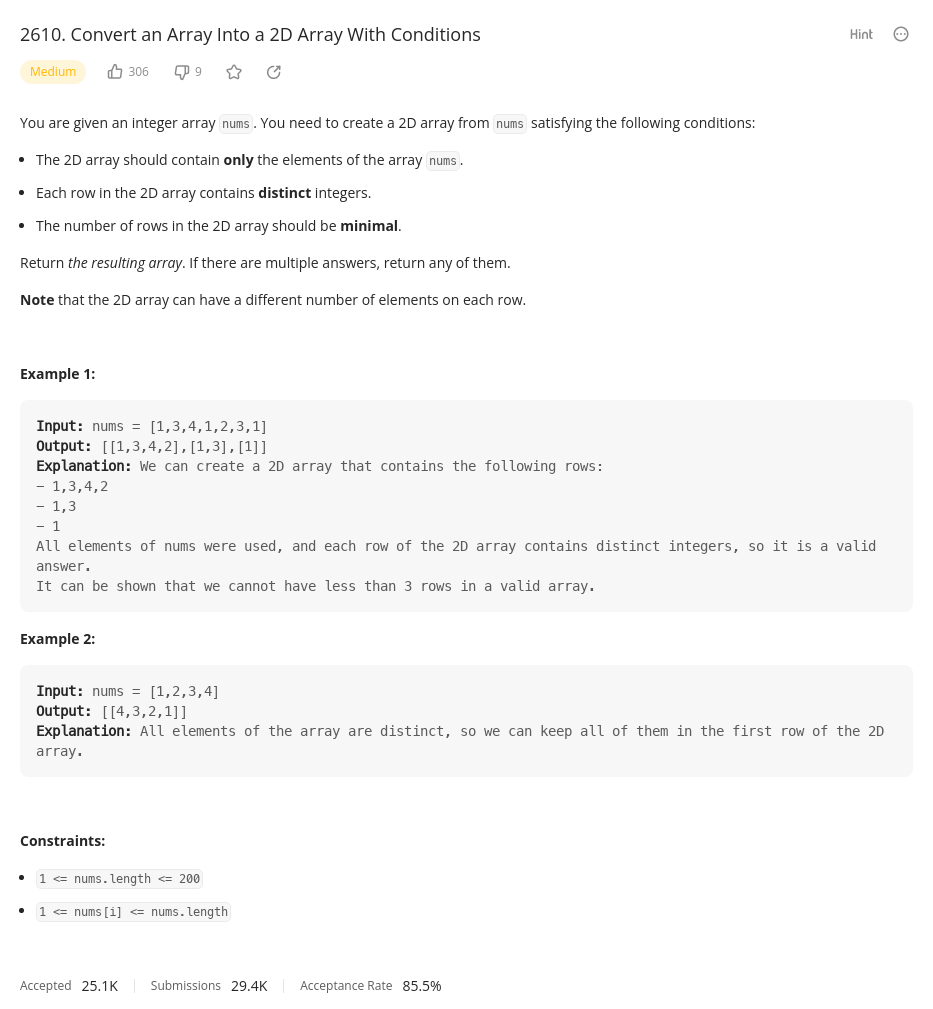 2610. Convert an Array Into a 2D Array With Conditions
Hint
Medium 306 9
You are given an integer array nums. You need to create a 2D array from nums satisfying the following conditions:
• The 2D array should contain only the elements of the array nums.
• Each row in the 2D array contains distinct integers.
• The number of rows in the 2D array should be minimal.
Return the resulting array. If there are multiple answers, return any of them.
Note that the 2D array can have a different number of elements on each row.
Example 1:
Input: nums = [1,3,4,1,2,3,1]
Output: [[1,3,4,2],[1,3],[1]]
Explanation: We can create a 2D array that contains the following rows:
- 1,3,4,2
- 1,3
- 1
All elements of nums were used, and each row of the 2D array contains distinct integers, so it is a valid
answer.
It can be shown that we cannot have less than 3 rows in a valid array.
Example 2:
Input: nums = [1,2,3,4]
Output: [[4,3,2,1]]
Explanation: All elements of the array are distinct, so we can keep all of them in the first row of the 2D
array.
Constraints:
• 1 <= nums.length <= 200
• 1 <= nums[i] <= nums.length
Accepted 25.1K Submissions 29.4K Acceptance Rate 85.5%